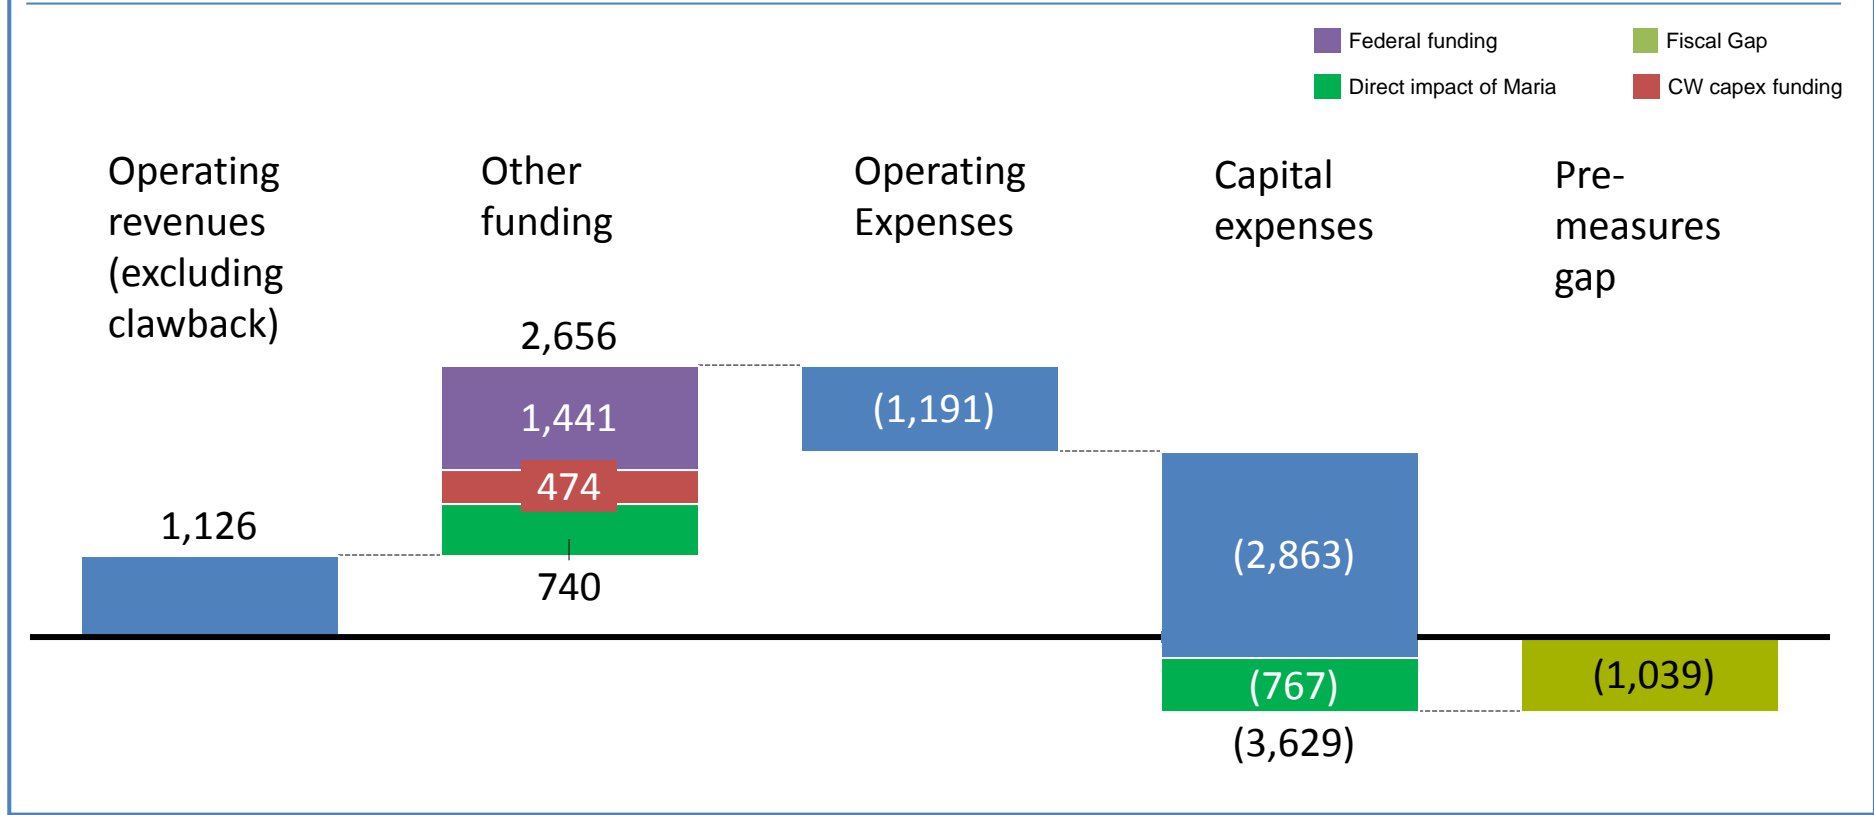 Federal funding
Fiscal Gap
Direct impact of Maria
CW capex funding
Operating
revenues
(excluding
clawback)
Other
funding
Operating
Expenses
Capital
expenses
Pre-
measures
gap
1,126
2,656
1,441
474
740
(1,191)
(2,863)
(767)
(3,629)
(1,039)